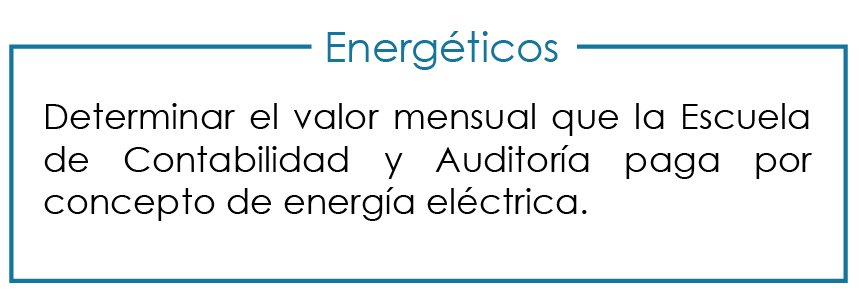 Energéticos
Determinar el valor mensual que la Escuela
de Contabilidad y Auditoría paga por
concepto de energía eléctrica.